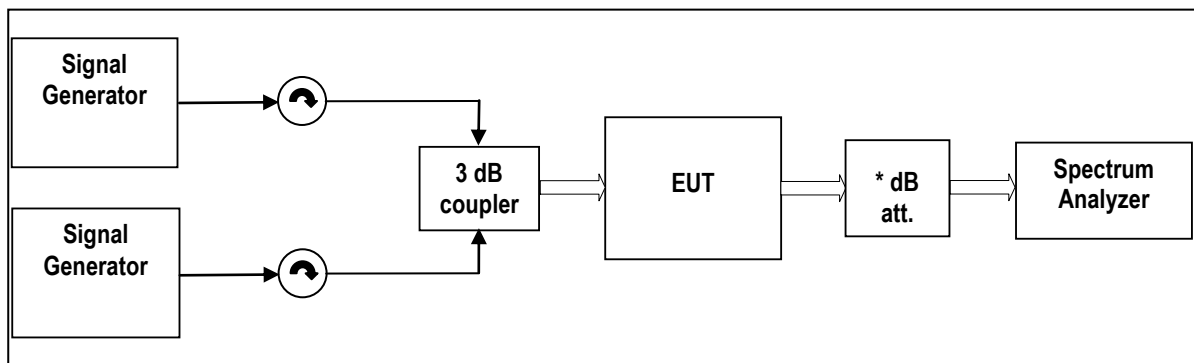 Signal
Generator
Signal
Generator
3 dB
coupler
EUT
* dB
att.
Spectrum
Analyzer